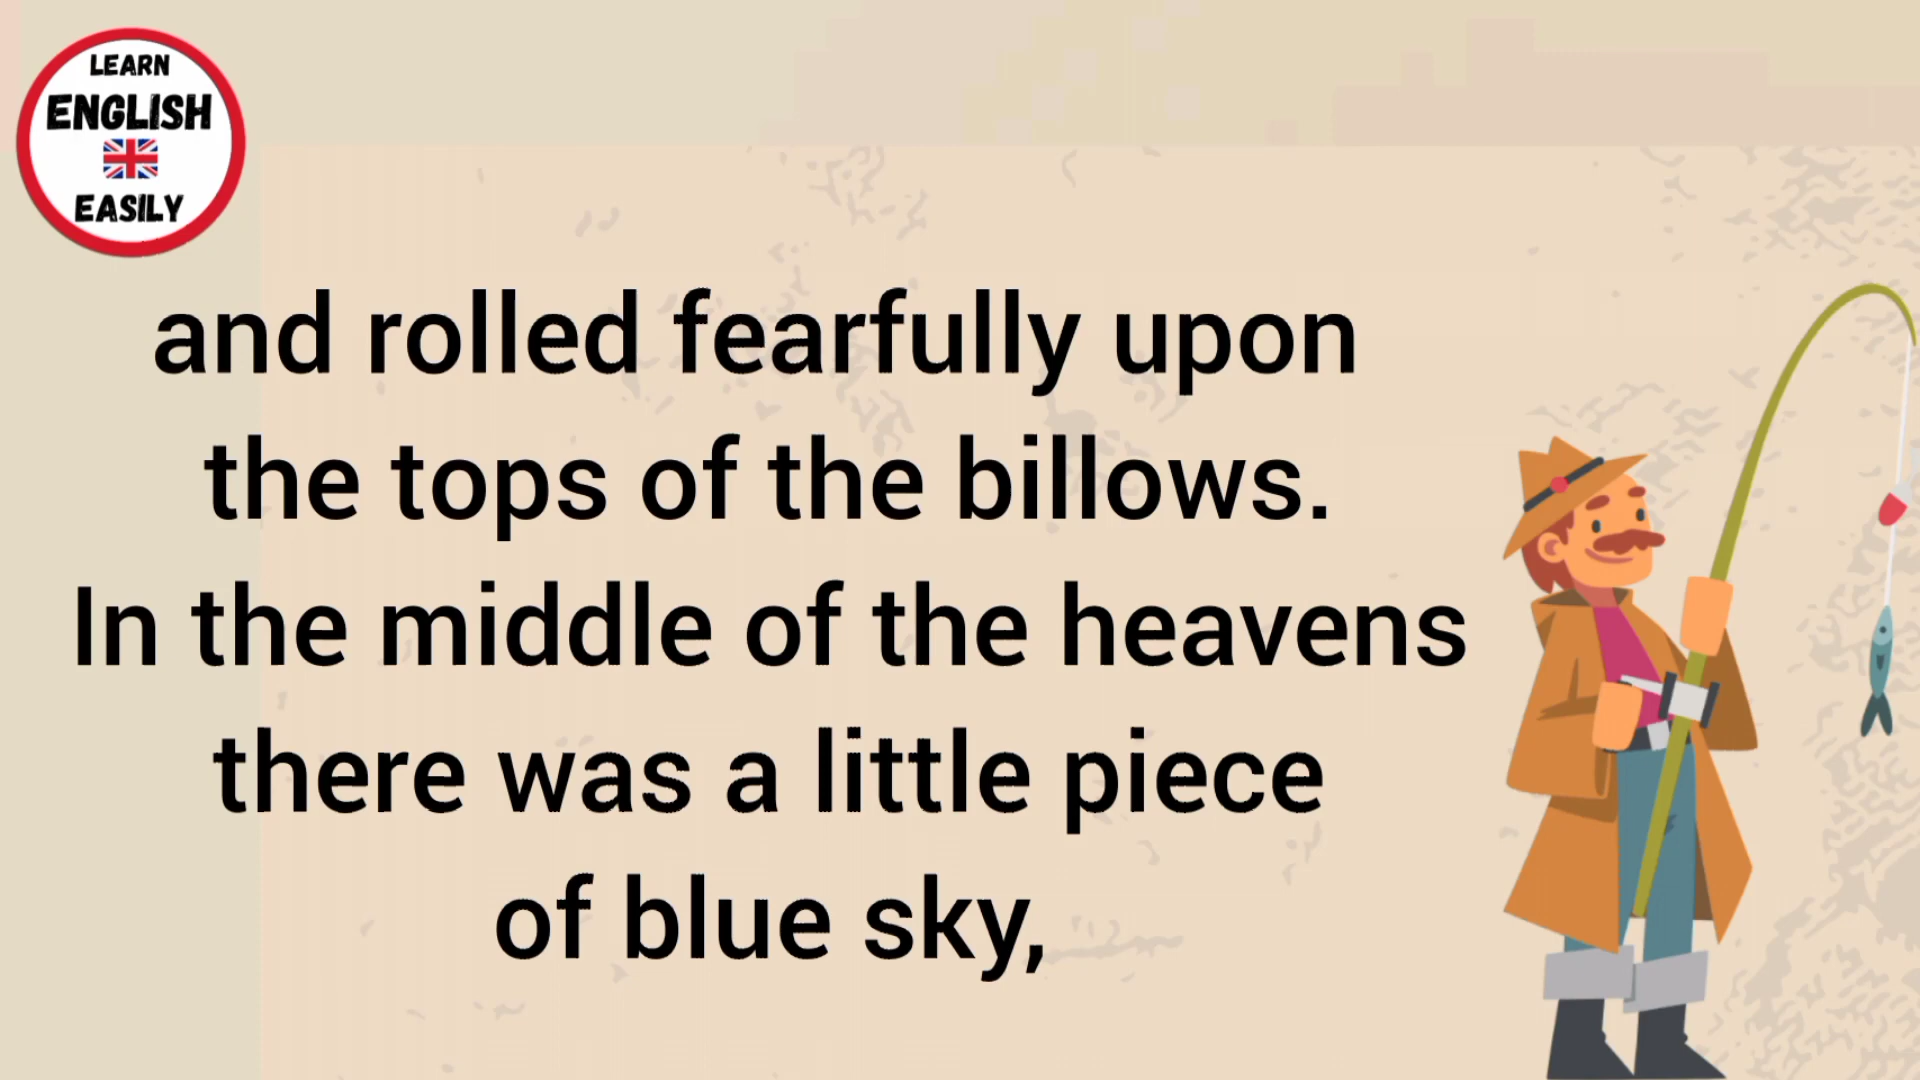 LEARN
ENGLISH
EASILY
and rolled fearfully upon
the tops of the billows.
In the middle of the heavens
there was a little piece
of blue sky,